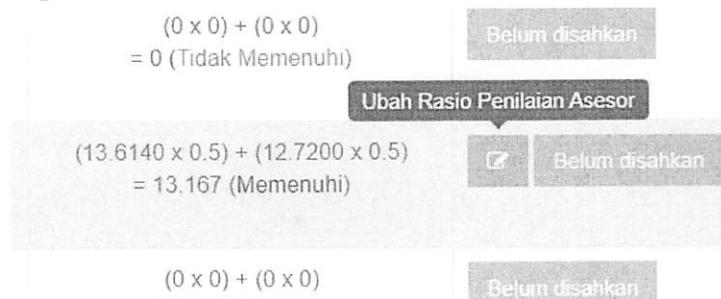 (0 x 0) + (0 x 0)
= 0 (Tidak Memenuhi)
Belum disahkan
Ubah Rasio Penilaian Asesor
(13.6140 x 0.5) + (12.7200 x 0.5)
= 13.167 (Memenuhi)
Belum disahkan
(0 x 0) + (0 x 0)
Belum disahkan